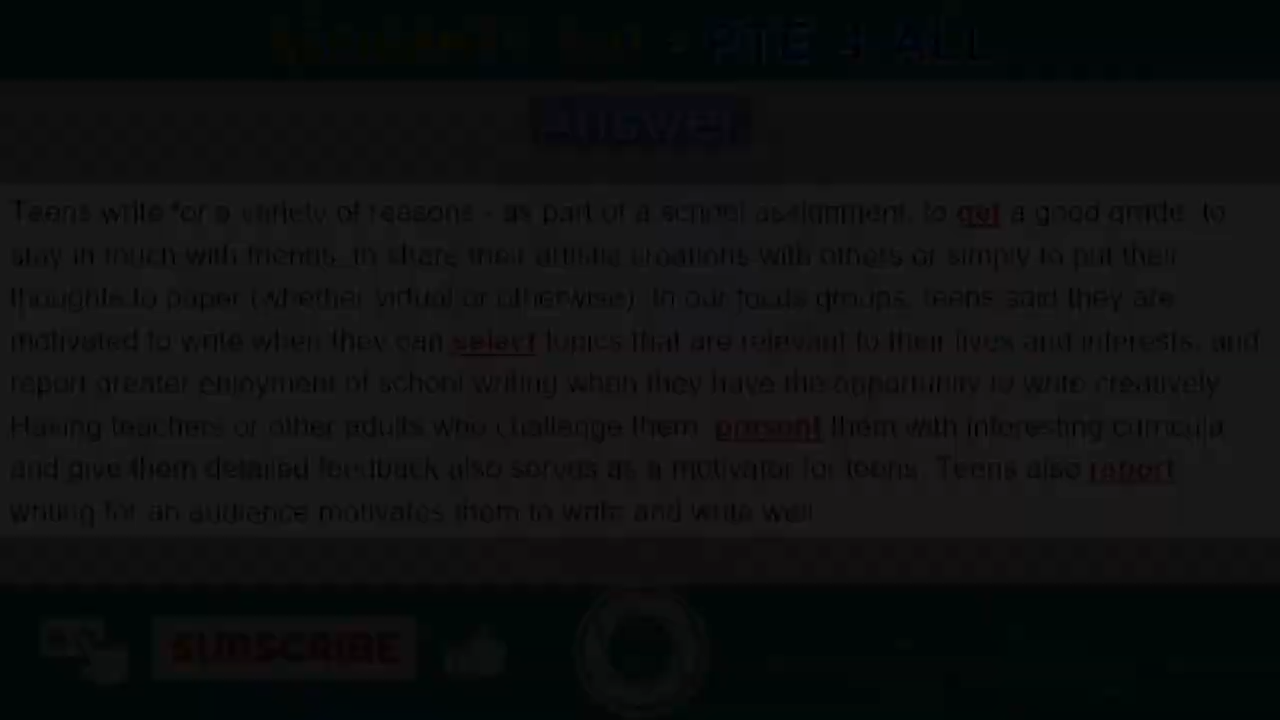 PTE 4 ALL
Answer
Teens write for a variety of reasons - as part of a school assignment, to get a good grade, to
stay in touch with friends, to share their artistic creations with others or simply to put their
thoughts to paper (whether virtual or otherwise). In our focus groups, teens said they are
motivated to write when they can select topics that are relevant to their lives and interests, and
report greater enjoyment of school writing when they have the opportunity to write creatively.
Having teachers or other adults who challenge them, present them with interesting curricula
and give them detailed feedback also serves as a motivator for teens. Teens also report
writing for an audience motivates them to write and write well.
SUBSCRIBE